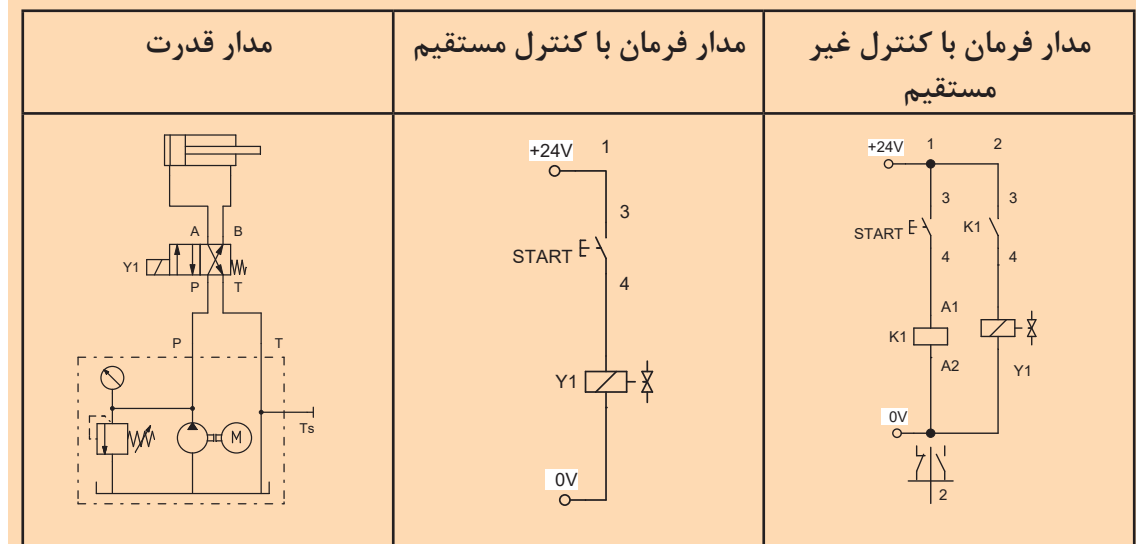 مدار قدرت
مدار فرمان با کنترل مستقیم
مدار فرمان با کنترل غیر
مستقیم
A B
Y1
P T
P T
Ts
M
+24V 1
3
START
4
Y1
0V
+24V 1 2
3 3
START K1
4 4
A1
K1
A2 Y1
0V
2